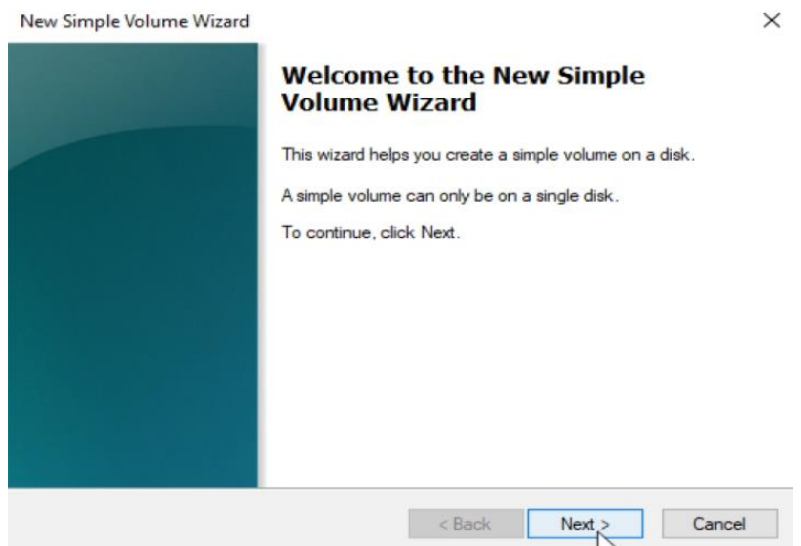 New Simple Volume Wizard
Welcome to the New Simple
Volume Wizard
This wizard helps you create a simple volume on a disk.
A simple volume can only be on a single disk.
To continue, click Next.
< Back
Next >
Cancel